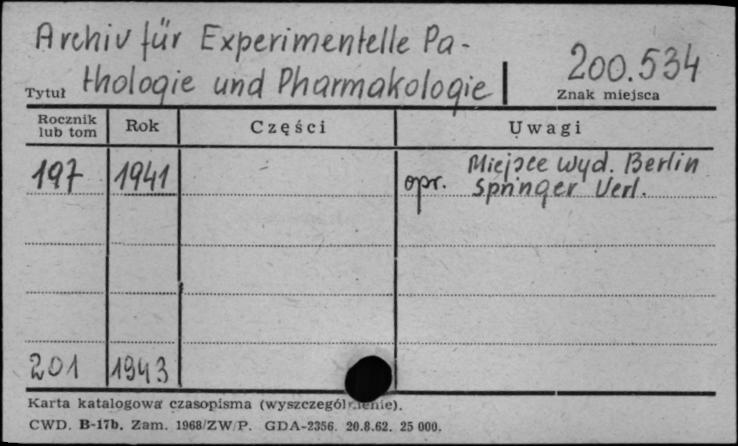 Archiv für Experimentelle Pa-
thologie und Pharmakologie
200.534
Tytuł
Znak miejsca
Rocznik lub tom Rok Części Uwagi
197 1941 opr. Miejsce wyd. Berlin
Springer Verl.
201 1943
Karta katalogowa czasopisma (wyszczególnienie).
CWD. B-17b. Zam. 1968/ZW/P. GDA-2356. 20.8.62. 25 000.